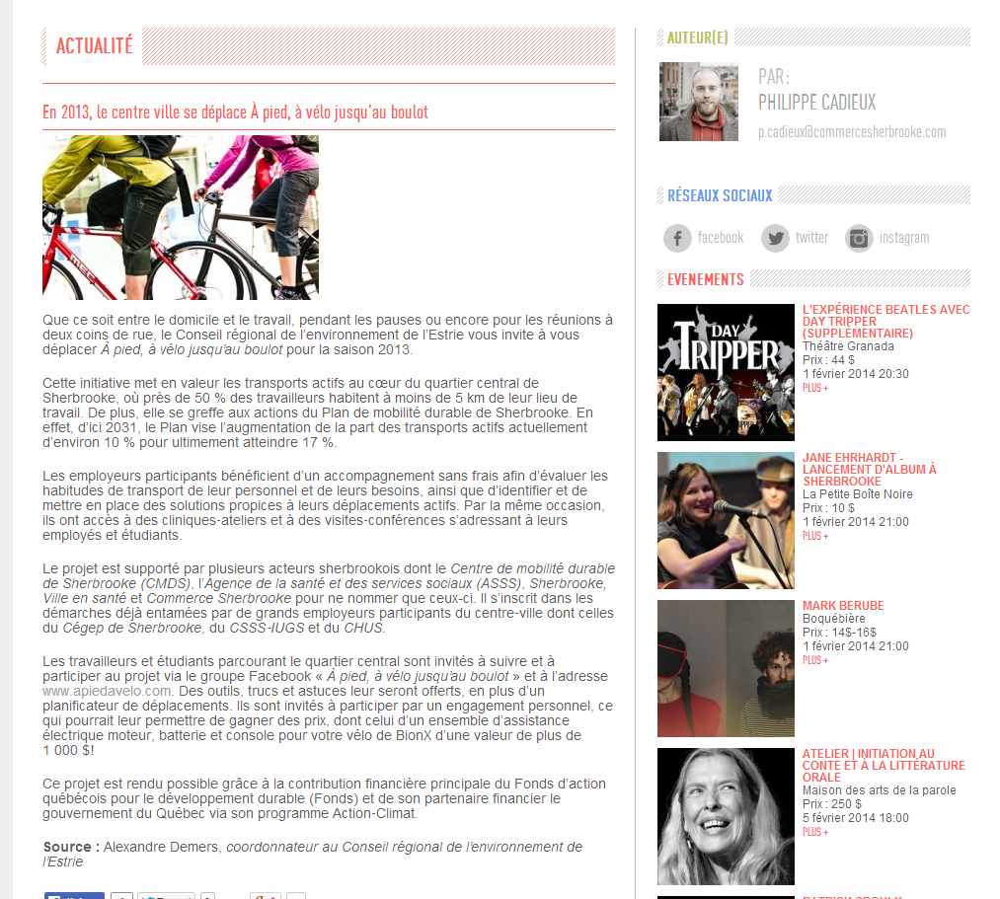 ACTUALITÉ
En 2013, le centre ville se déplace À pied, à vélo jusqu'au boulot
MEC
Que ce soit entre le domicile et le travail, pendant les pauses ou encore pour les réunions à
deux coins de rue, le Conseil régional de l'environnement de l'Estrie vous invite à vous
déplacer À pied, à vélo jusqu'au boulot pour la saison 2013.
Cette initiative met en valeur les transports actifs au cœur du quartier central de
Sherbrooke, où près de 50 % des travailleurs habitent à moins de 5 km de leur lieu de
travail. De plus, elle se greffe aux actions du Plan de mobilité durable de Sherbrooke. En
effet, d'ici 2031, le Plan vise l'augmentation de la part des transports actifs actuellement
d'environ 10 % pour ultimement atteindre 17 %.
Les employeurs participants bénéficient d'un accompagnement sans frais afin d'évaluer les
habitudes de transport de leur personnel et de leurs besoins, ainsi que d'identifier et de
mettre en place des solutions propices à leurs déplacements actifs. Par la même occasion,
ils ont accès à des cliniques-ateliers et à des visites-conférences s'adressant à leurs
employés et étudiants.
Le projet est supporté par plusieurs acteurs sherbrookois dont le Centre de mobilité durable
de Sherbrooke (CMDS), l'Agence de la santé et des services sociaux (ASSS), Sherbrooke,
Ville en santé et Commerce Sherbrooke pour ne nommer que ceux-ci. Il s'inscrit dans les
démarches déjà entamées par de grands employeurs participants du centre-ville dont celles
du Cégep de Sherbrooke, du CSSS-IUGS et du CHUS.
Les travailleurs et étudiants parcourant le quartier central sont invités à suivre et à
participer au projet via le groupe Facebook « À pied, à vélo jusqu'au boulot » et à l'adresse
www.apiedavelo.com. Des outils, trucs et astuces leur seront offerts, en plus d'un
planificateur de déplacements. Ils sont invités à participer par un engagement personnel, ce
qui pourrait leur permettre de gagner des prix, dont celui d'un ensemble d'assistance
électrique moteur, batterie et console pour votre vélo de BionX d'une valeur de plus de
1 000 $!
Ce projet est rendu possible grâce à la contribution financière principale du Fonds d'action
québécois pour le développement durable (Fonds) et de son partenaire financier le
gouvernement du Québec via son programme Action-Climat.
Source : Alexandre Demers, coordonnateur au Conseil régional de l'environnement de
l'Estrie
AUTEUR(E)
PAR:
PHILIPPE CADIEUX
p.cadieux@commercesherbrooke.com
RÉSEAUX SOCIAUX
facebook
twitter
instagram
EVENEMENTS
DAY
TRIPPER
L'EXPÉRIENCE BEATLES AVEC
DAY TRIPPER
(SUPPLÉMENTAIRE)
Théâtre Granada
Prix : 44 $
1 février 2014 20:30
PLUS +
JANE EHRHARDT -
LANCEMENT D'ALBUM À
SHERBROOKE
La Petite Boîte Noire
Prix : 10 $
1 février 2014 21:00
PLUS +
MARK BERUBE
Boquébière
Prix : 14$-16$
1 février 2014 21:00
PLUS +
ATELIER | INITIATION AU
CONTE ET À LA LITTÉRATURE
ORALE
Maison des arts de la parole
Prix : 250 $
5 février 2014 18:00
PLUS +